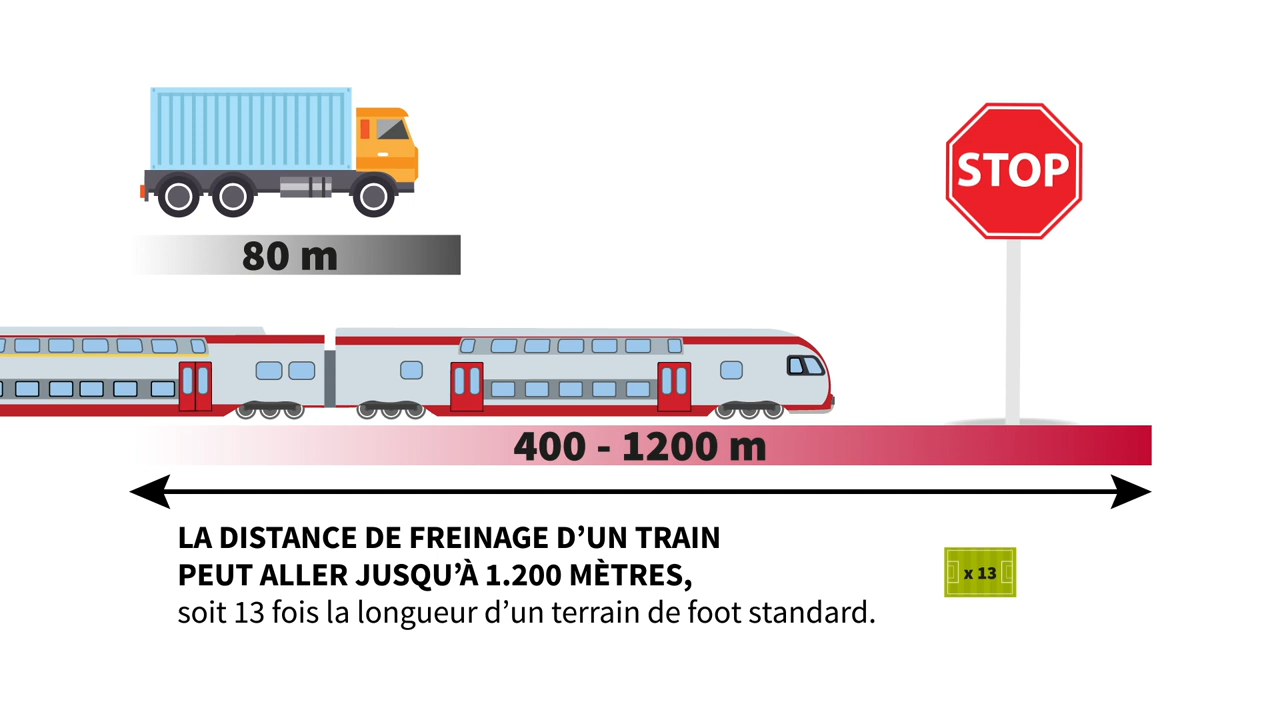 STOP
80 m
400 - 1200 m
LA DISTANCE DE FREINAGE D’UN TRAIN
PEUT ALLER JUSQU’À 1.200 MÈTRES,
soit 13 fois la longueur d’un terrain de foot standard.
x 13